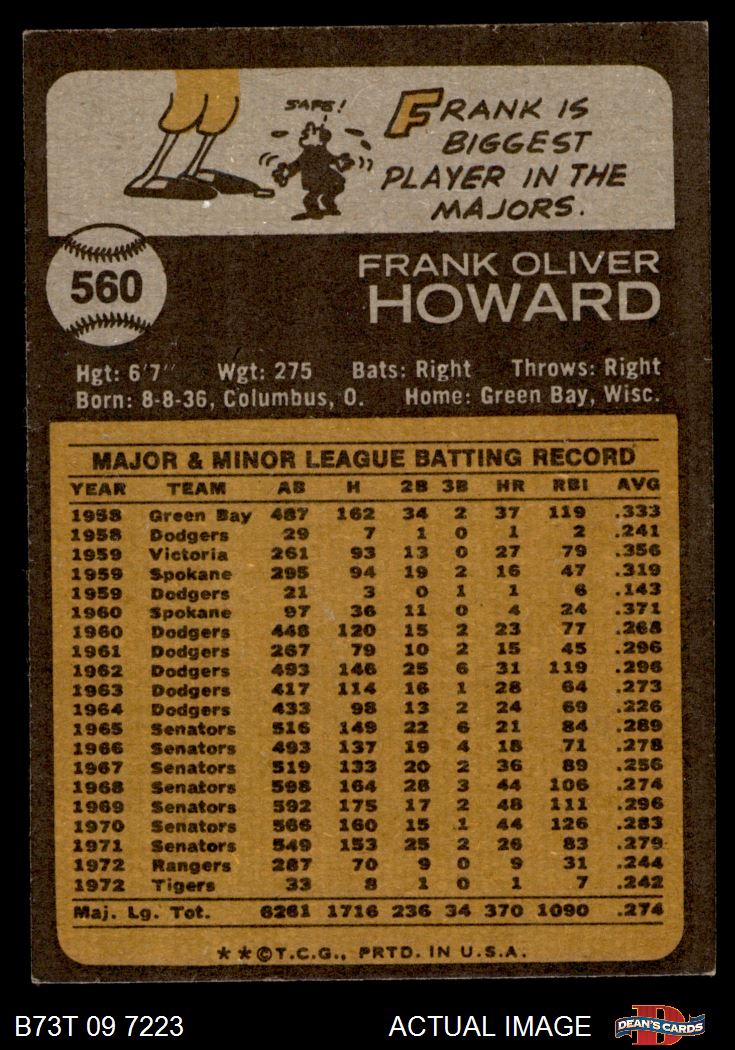 SAFE!
FRANK IS
BIGGEST
PLAYER IN THE
MAJORS.
560
FRANK OLIVER
HOWARD
Hgt: 6'7" Wgt: 275 Bats: Right Throws: Right
Born: 8-8-36, Columbus, O. Home: Green Bay, Wisc.
MAJOR & MINOR LEAGUE BATTING RECORD
YEAR TEAM AB H 2B 3B HR RBI AVG
1958 Green Bay 487 162 34 2 37 119 .333
1958 Dodgers 29 7 1 0 1 2 .241
1959 Victoria 261 93 13 0 27 79 .356
1959 Spokane 295 94 19 2 16 47 .319
1959 Dodgers 21 3 0 1 1 6 .143
1960 Spokane 97 36 11 0 4 24 .371
1960 Dodgers 448 120 15 2 23 77 .268
1961 Dodgers 267 79 10 2 15 45 .296
1962 Dodgers 493 146 25 6 31 119 .296
1963 Dodgers 417 114 16 1 28 64 .273
1964 Dodgers 433 98 13 2 24 69 .226
1965 Senators 516 149 22 6 21 84 .289
1966 Senators 493 137 19 4 18 71 .278
1967 Senators 519 133 20 2 36 89 .256
1968 Senators 598 164 28 3 44 106 .274
1969 Senators 592 175 17 2 48 111 .296
1970 Senators 566 160 15 1 44 126 .283
1971 Senators 549 153 25 2 26 83 .279
1972 Rangers 287 70 9 0 9 31 .244
1972 Tigers 33 8 1 0 1 7 .242
Maj. Lg. Tot. 6261 1716 236 34 370 1090 .274
**©T.C.G., PRTD. IN U.S.A.
B73T 09 7223 ACTUAL IMAGE DEAN'S CARDS